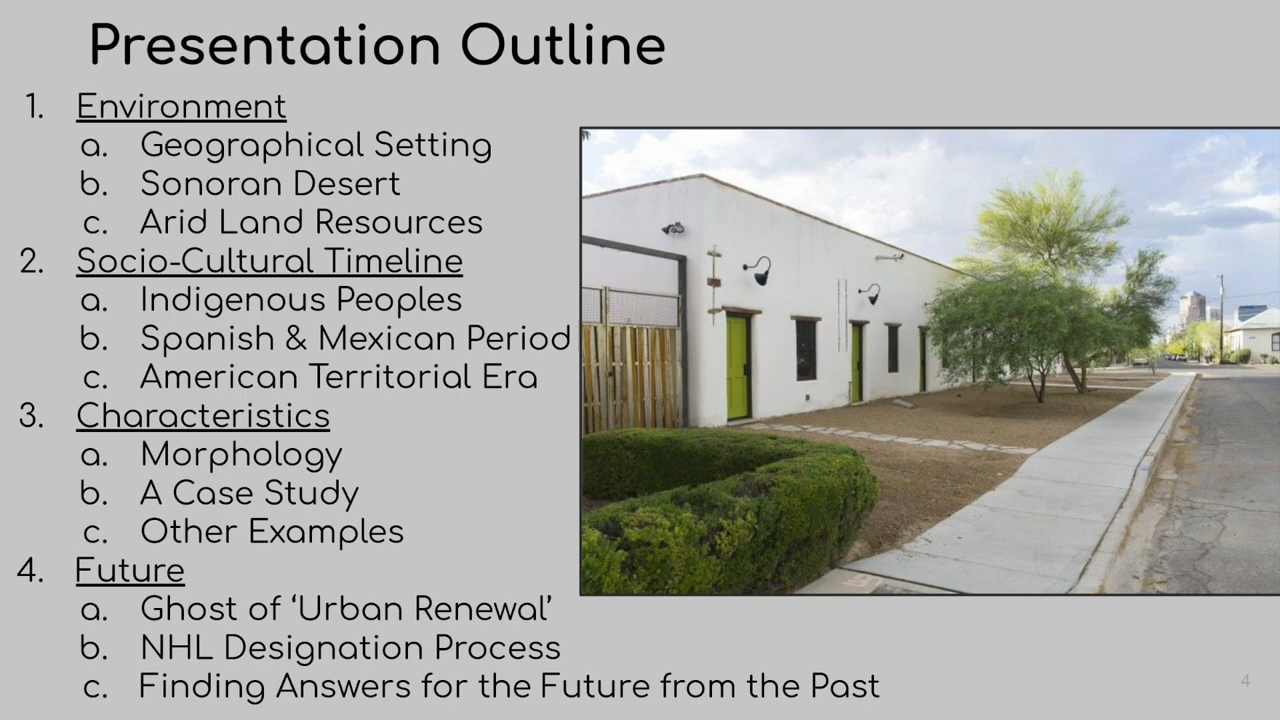 Presentation Outline
1. Environment
a. Geographical Setting
b. Sonoran Desert
c. Arid Land Resources
2. Socio-Cultural Timeline
a. Indigenous Peoples
b. Spanish & Mexican Period
c. American Territorial Era
3. Characteristics
a. Morphology
b. A Case Study
c. Other Examples
4. Future
a. Ghost of ‘Urban Renewal’
b. NHL Designation Process
c. Finding Answers for the Future from the Past
4